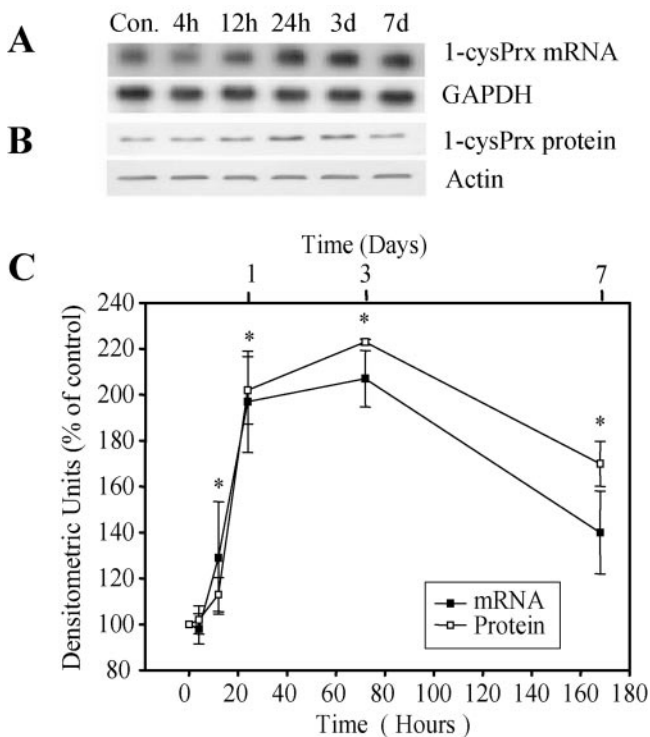 A
Con. 4h 12h 24h 3d 7d
1-cysPrx mRNA
GAPDH
B
1-cysPrx protein
Actin
C
Time (Days)
1 3 7
Densitometric Units (% of control)
240
220
200
180
160
140
120
100
80
* * * *
mRNA
Protein
0 20 40 60 80 100 120 140 160 180
Time ( Hours)